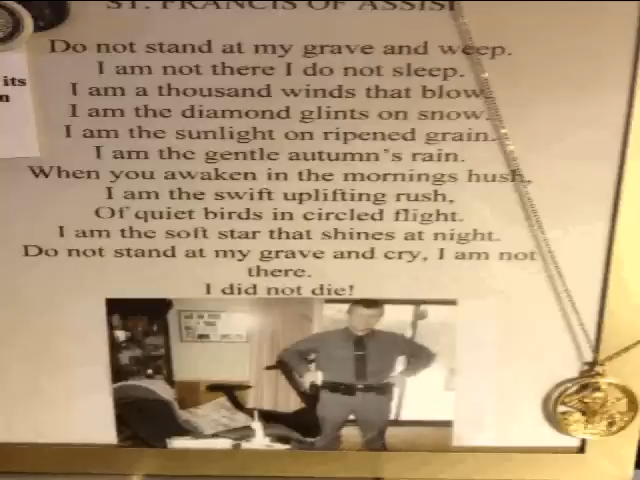 ST. FRANCIS OF ASSISI
its
Do not stand at my grave and weep.
I am not there I do not sleep.
I am a thousand winds that blow
I am the diamond glints on snow.
I am the sunlight on ripened grain.
I am the gentle autumn's rain.
When you awaken in the mornings hush,
I am the swift uplifting rush,
Of quiet birds in circled flight.
I am the soft star that shines at night.
Do not stand at my grave and cry, I am not
there.
I did not die!